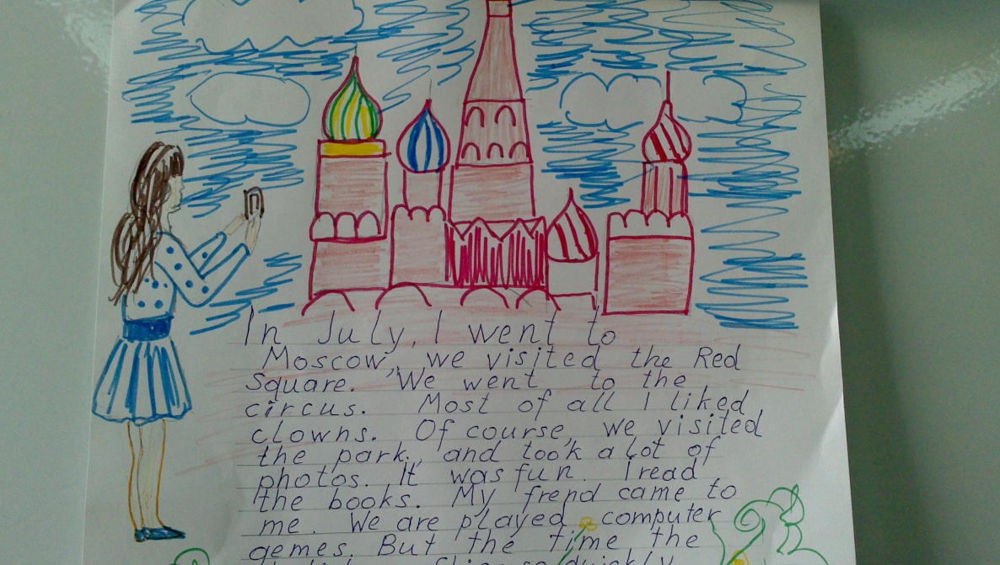 In July, I went to
Moscow, we visited the Red
Square. We went to the
circus. Most of all I liked
clowns. Of course, we visited
the park, and took a lot of
photos. It was fun. I read
the books. My frend came to
me. We are played computer
gemes. But the time the
quickly